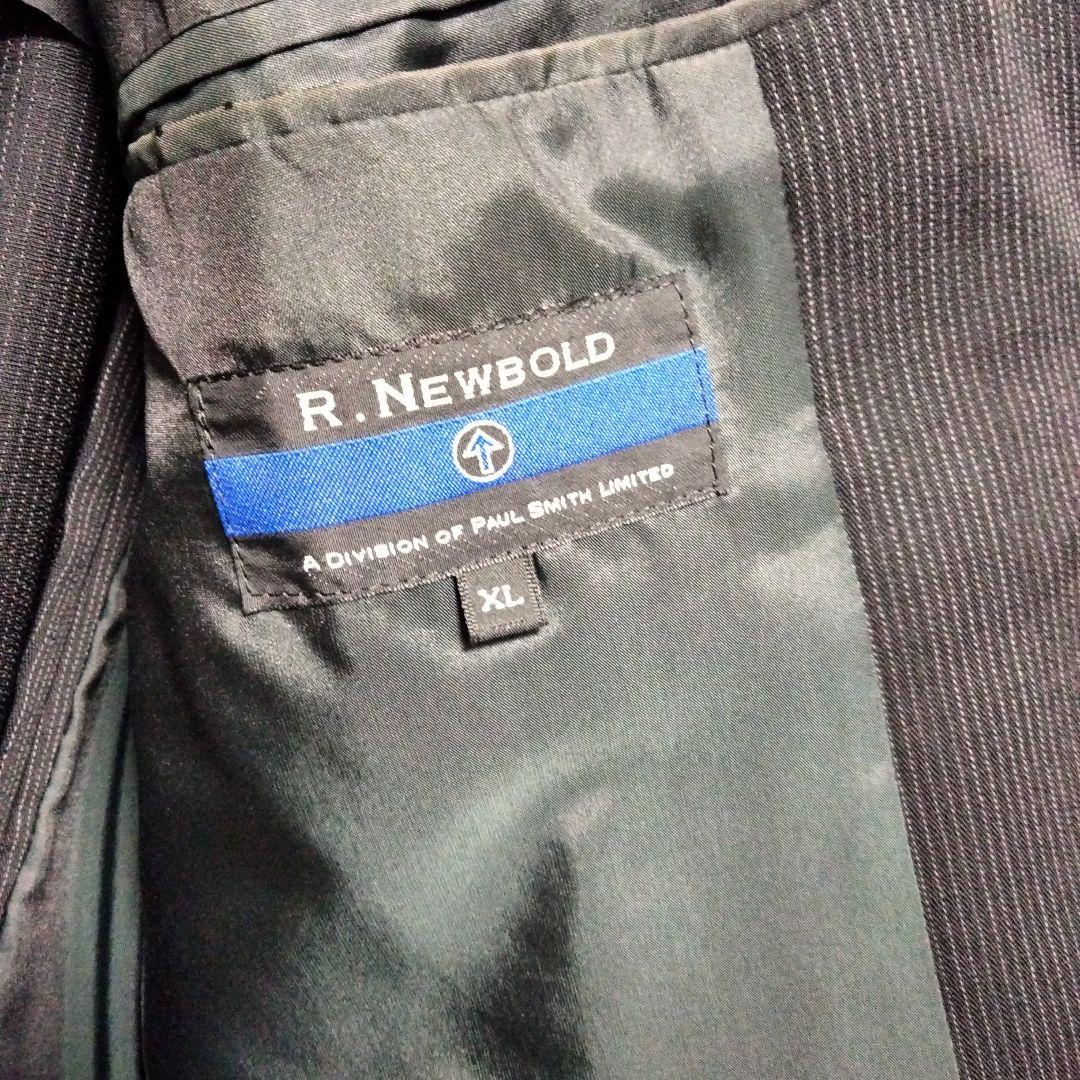 R. NEWBOLD
A DIVISION OF PAUL SMITH LIMITED
XL